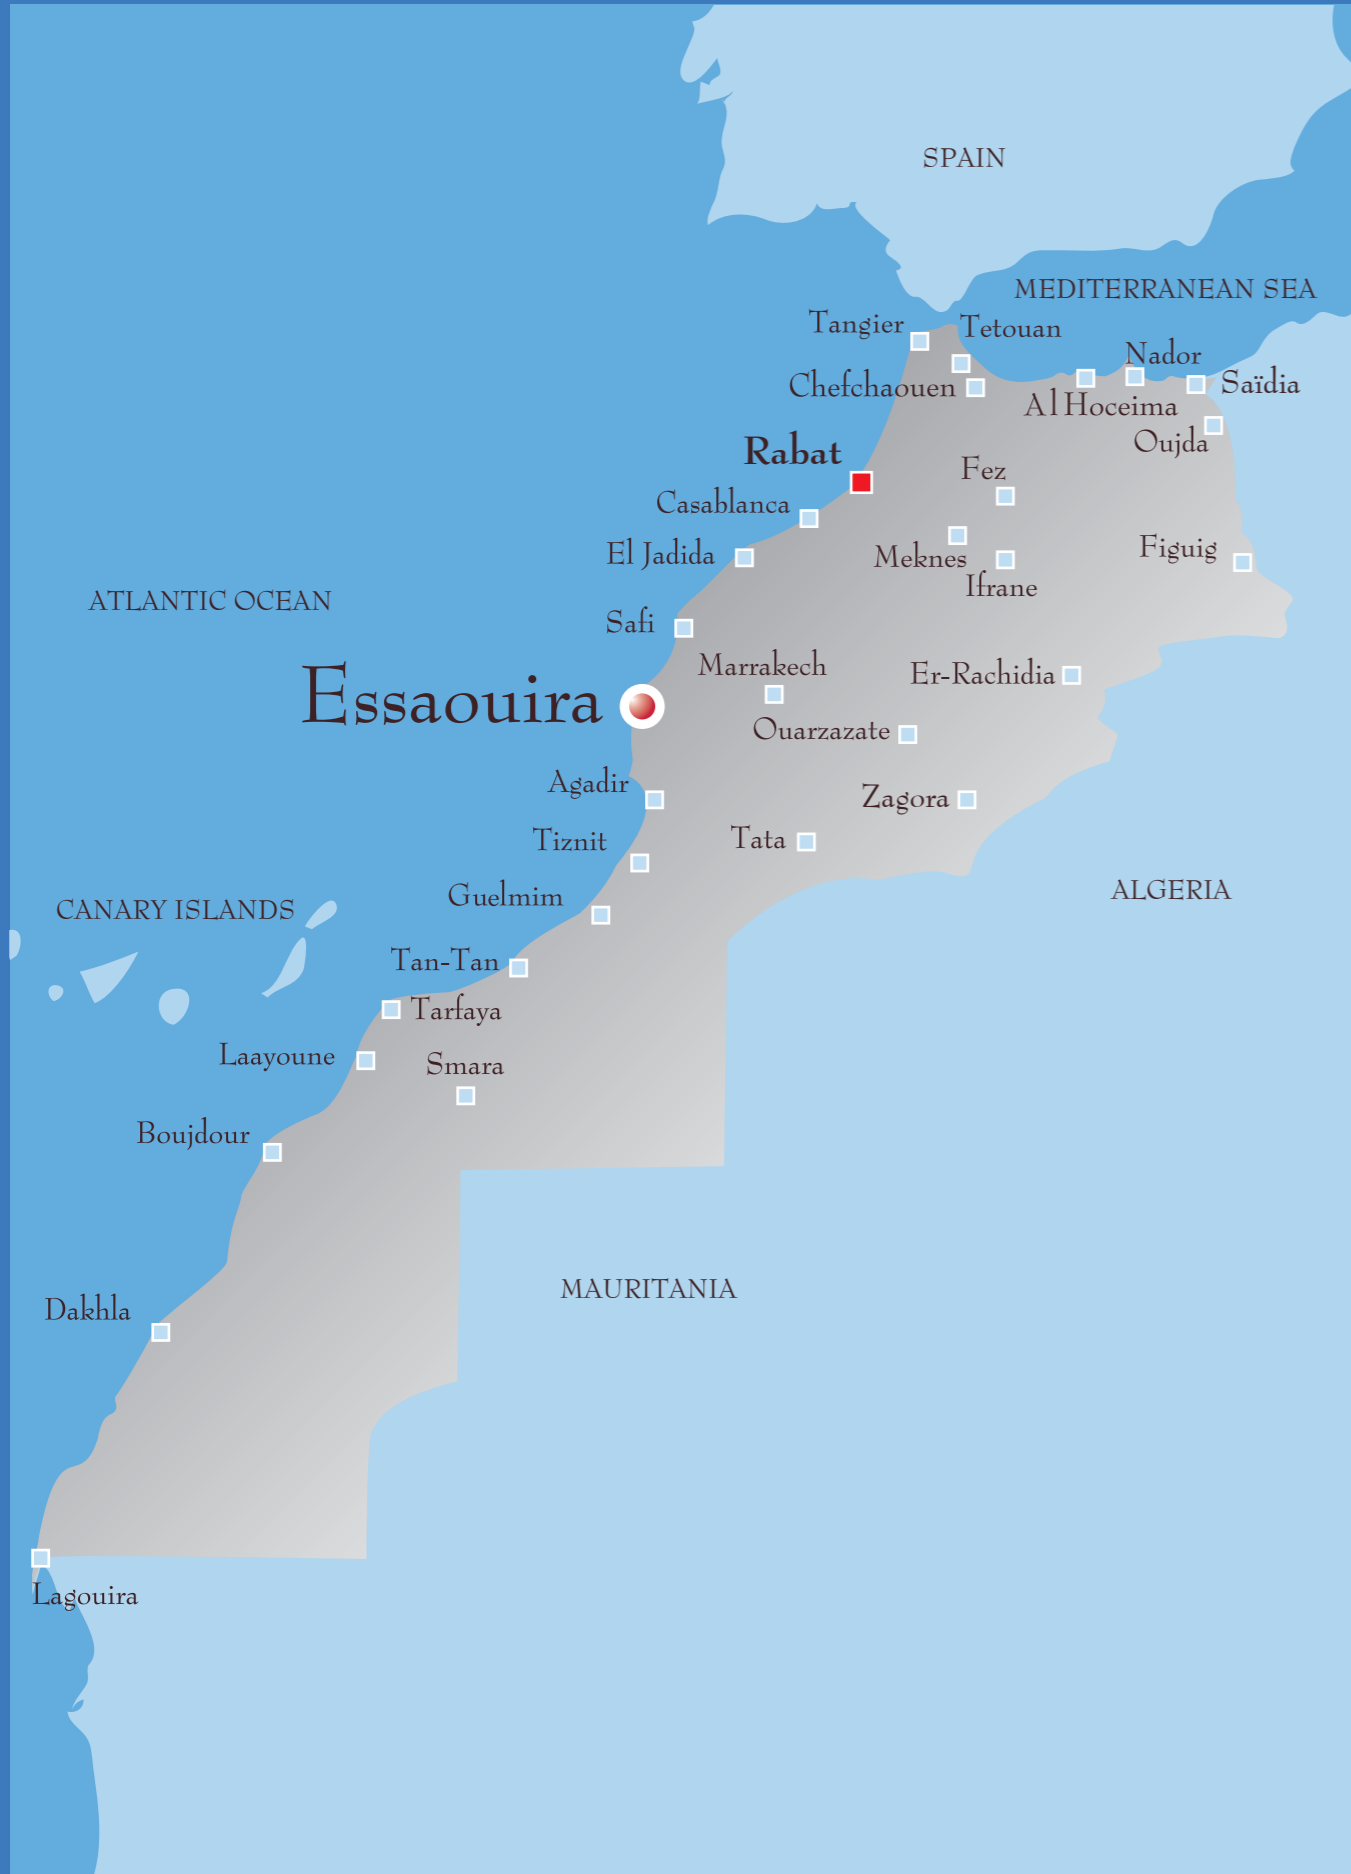 SPAIN
MEDITERRANEAN SEA
Tangier
Tetouan
Nador
Chefchaouen
Saïdia
Al Hoceima
Oujda
Rabat
Fez
Casablanca
El Jadida
Meknes
Figuig
Ifrane
ATLANTIC OCEAN
Safi
Marrakech
Er-Rachidia
Essaouira
Ouarzazate
Agadir
Zagora
Tiznit
Tata
ALGERIA
Guelmim
CANARY ISLANDS
Tan-Tan
Tarfaya
Laayoune
Smara
Boujdour
MAURITANIA
Dakhla
Lagouira